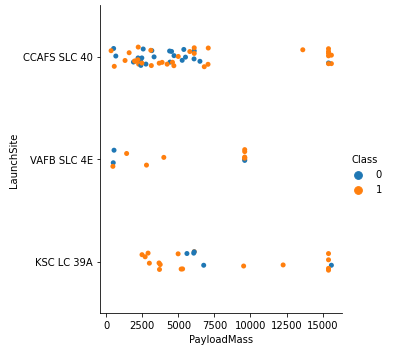 CCAFS SLC 40
VAFB SLC 4E
KSC LC 39A
LaunchSite
0 2500 5000 7500 10000 12500 15000
PayloadMass
Class
0
1